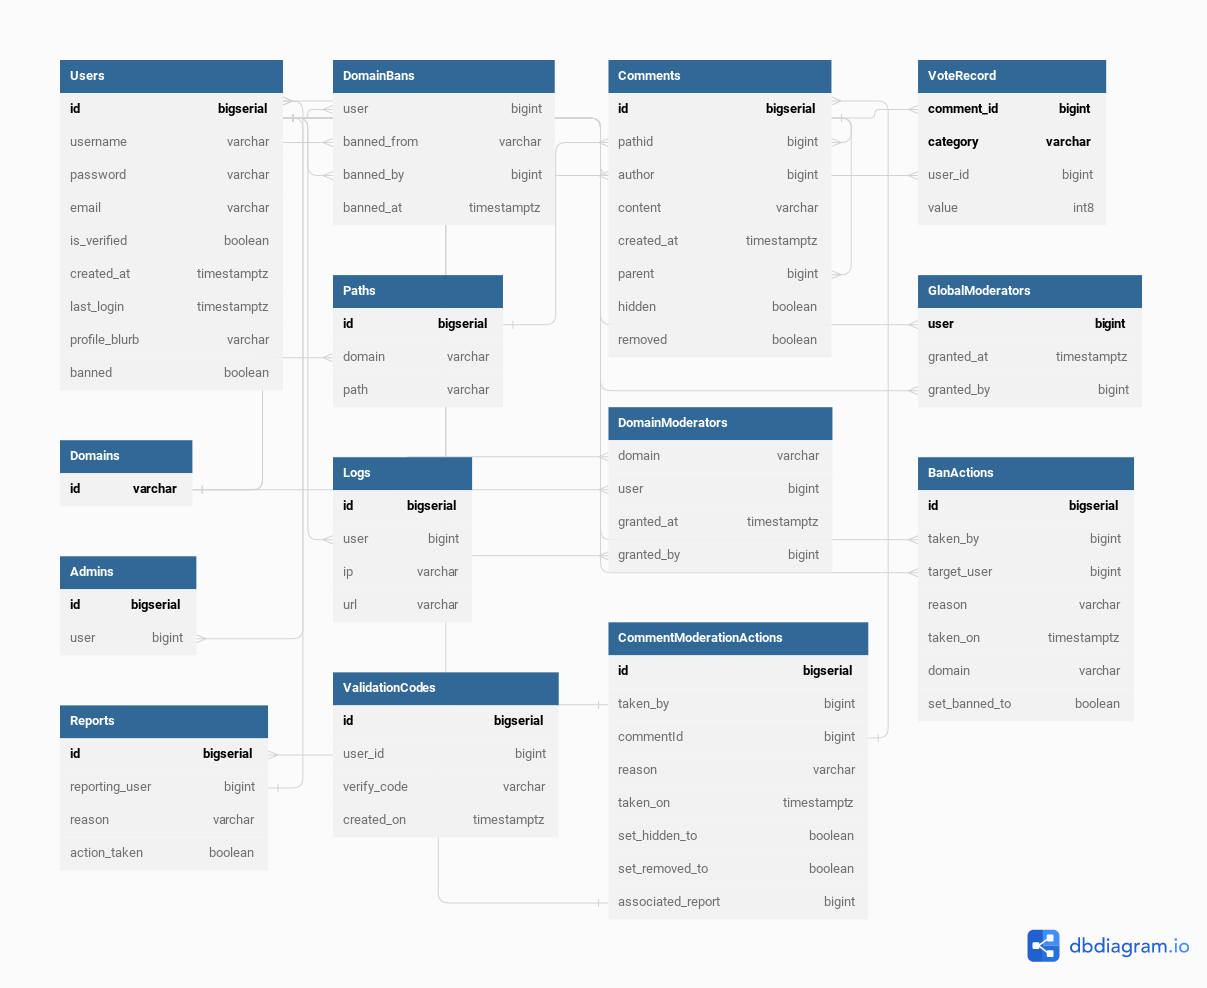 Users
id bigserial
username varchar
password varchar
email varchar
is_verified boolean
created_at timestamptz
last_login timestamptz
profile_blurb varchar
banned boolean
Domains
id varchar
Admins
id bigserial
user bigint
Reports
id bigserial
reporting_user bigint
reason varchar
action_taken boolean
DomainBans
user bigint
banned_from varchar
banned_by bigint
banned_at timestamptz
Paths
id bigserial
domain varchar
path varchar
Logs
id bigserial
user bigint
ip varchar
url varchar
ValidationCodes
id bigserial
user_id bigint
verify_code varchar
created_on timestamptz
Comments
id bigserial
pathid bigint
author bigint
content varchar
created_at timestamptz
parent bigint
hidden boolean
removed boolean
DomainModerators
domain varchar
user bigint
granted_at timestamptz
granted_by bigint
CommentModerationActions
id bigserial
taken_by bigint
commentId bigint
reason varchar
taken_on timestamptz
set_hidden_to boolean
set_removed_to boolean
associated_report bigint
VoteRecord
comment_id bigint
category varchar
user_id bigint
value int8
GlobalModerators
user bigint
granted_at timestamptz
granted_by bigint
BanActions
id bigserial
taken_by bigint
target_user bigint
reason varchar
taken_on timestamptz
domain varchar
set_banned_to boolean
dbdiagram.io